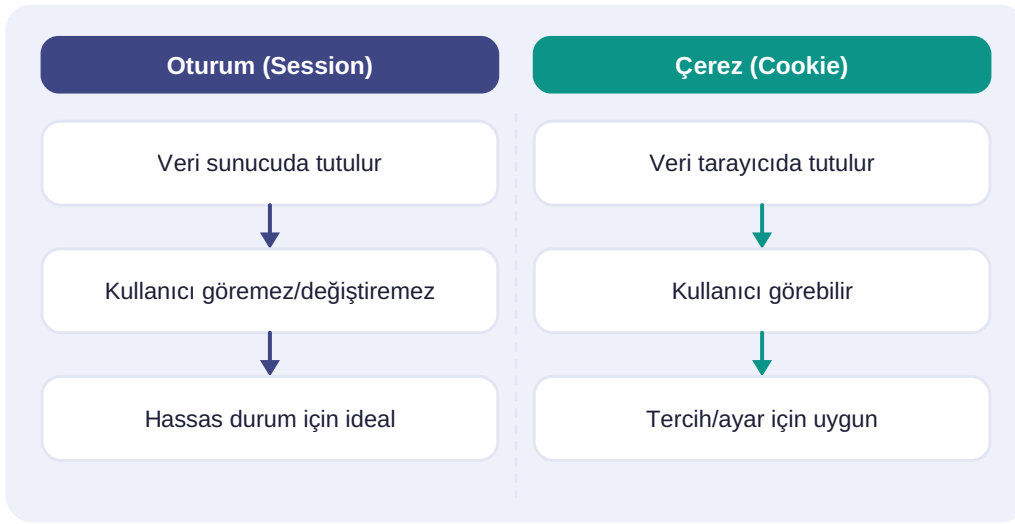 Oturum (Session)
Veri sunucuda tutulur
Kullanıcı göremez/değiştiremez
Hassas durum için ideal
Çerez (Cookie)
Veri tarayıcıda tutulur
Kullanıcı görebilir
Tercih/ayar için uygun